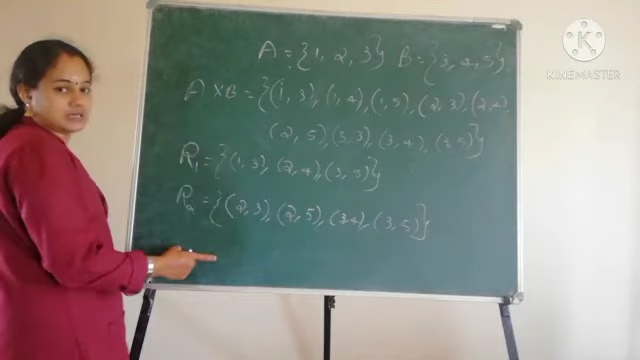 A = {1, 2, 3} B = {3, 4, 5}
A × B = {(1, 3), (1, 4), (1, 5), (2, 3), (2, 4),
(2, 5), (3, 3), (3, 4), (3, 5)}
R₁ = {(1, 3), (2, 4), (3, 5)}
R₂ = {(2, 3), (2, 5), (3 4), (3, 5)}
KINEMASTER